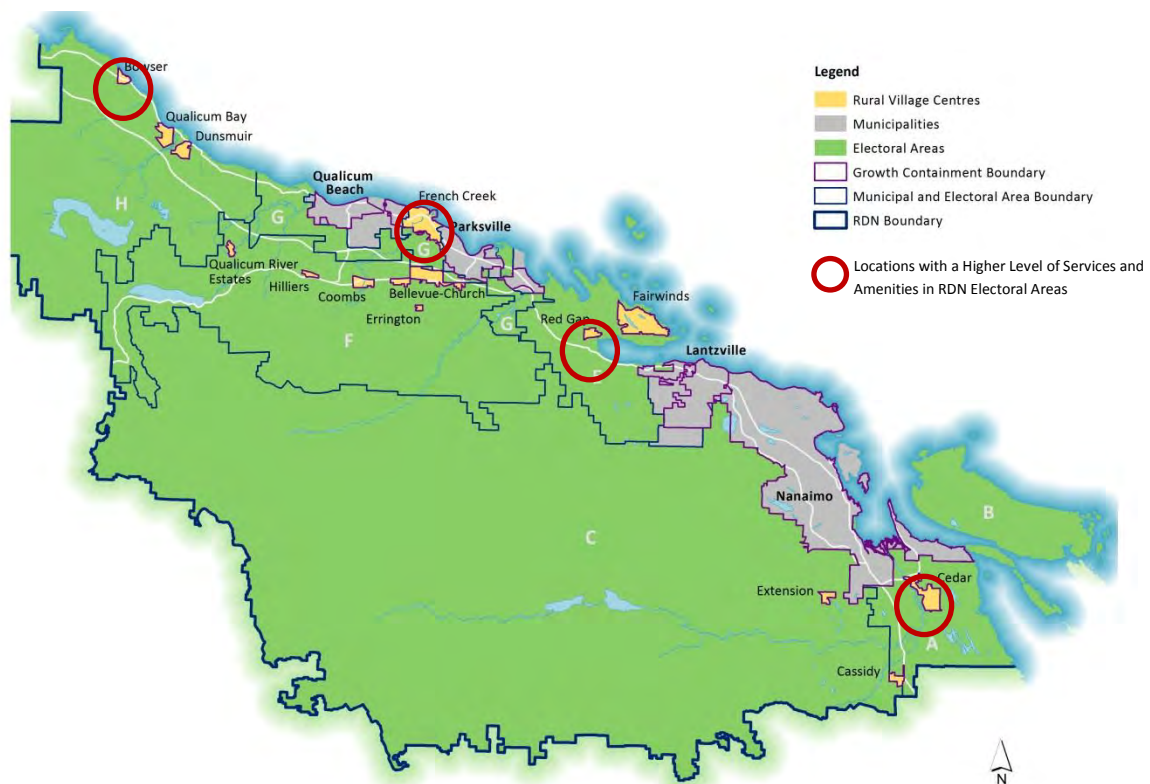 Bowser
Qualicum Bay
Dunsmuir
Qualicum
Beach
French Creek
Parksville
H
G
G
Qualicum River
Estates
Hilliers
Coombs
Bellevue-Church
Errington
Fairwinds
Red Gap
G
F
E
Lantzville
Nanaimo
B
C
Extension
Cedar
A
Cassidy
Legend
Rural Village Centres
Municipalities
Electoral Areas
Growth Containment Boundary
Municipal and Electoral Area Boundary
RDN Boundary
Locations with a Higher Level of Services and
Amenities in RDN Electoral Areas
N